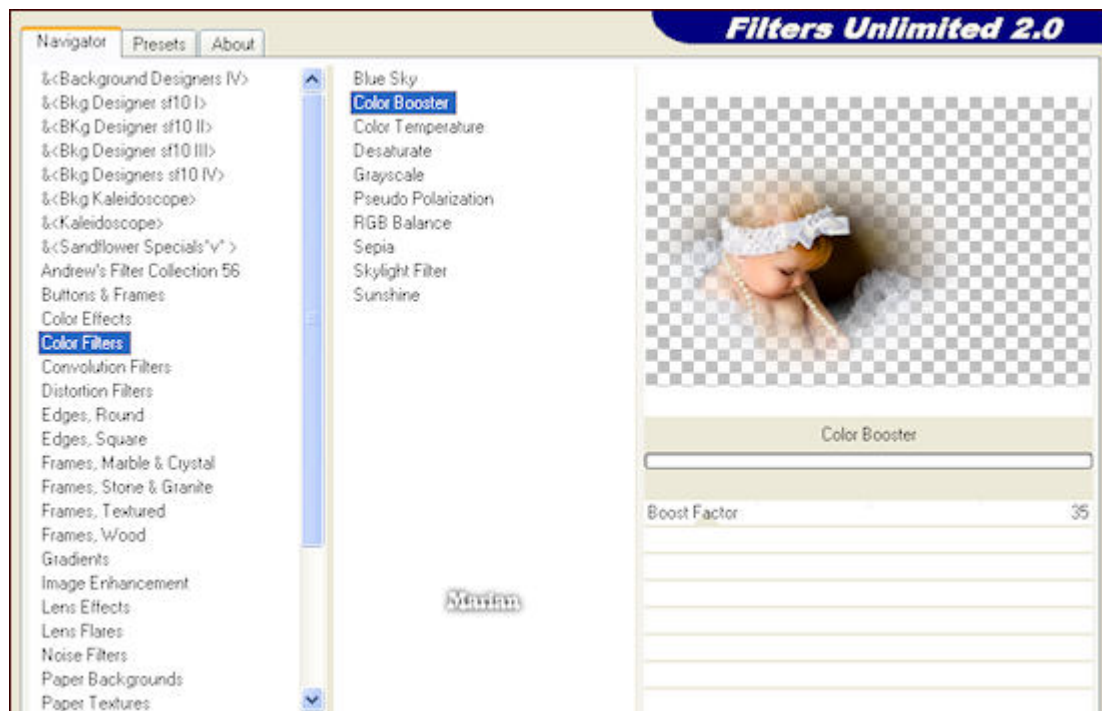 Filters Unlimited 2.0
Navigator
Presets
About
&<Background Designers IV>
&<Bkg Designer sf10 I>
&<BKg Designer sf10 II>
&<Bkg Designer sf10 III>
&<Bkg Designers sf10 IV>
&<Bkg Kaleidoscope>
&<Kaleidoscope>
&<Sandflower Specials"v" >
Andrew's Filter Collection 56
Buttons & Frames
Color Effects
Color Filters
Convolution Filters
Distortion Filters
Edges, Round
Edges, Square
Frames, Marble & Crystal
Frames, Stone & Granite
Frames, Textured
Frames, Wood
Gradients
Image Enhancement
Lens Effects
Lens Flares
Noise Filters
Paper Backgrounds
Paper Textures
Blue Sky
Color Booster
Color Temperature
Desaturate
Grayscale
Pseudo Polarization
RGB Balance
Sepia
Skylight Filter
Sunshine
Marian
Color Booster
Boost Factor 35